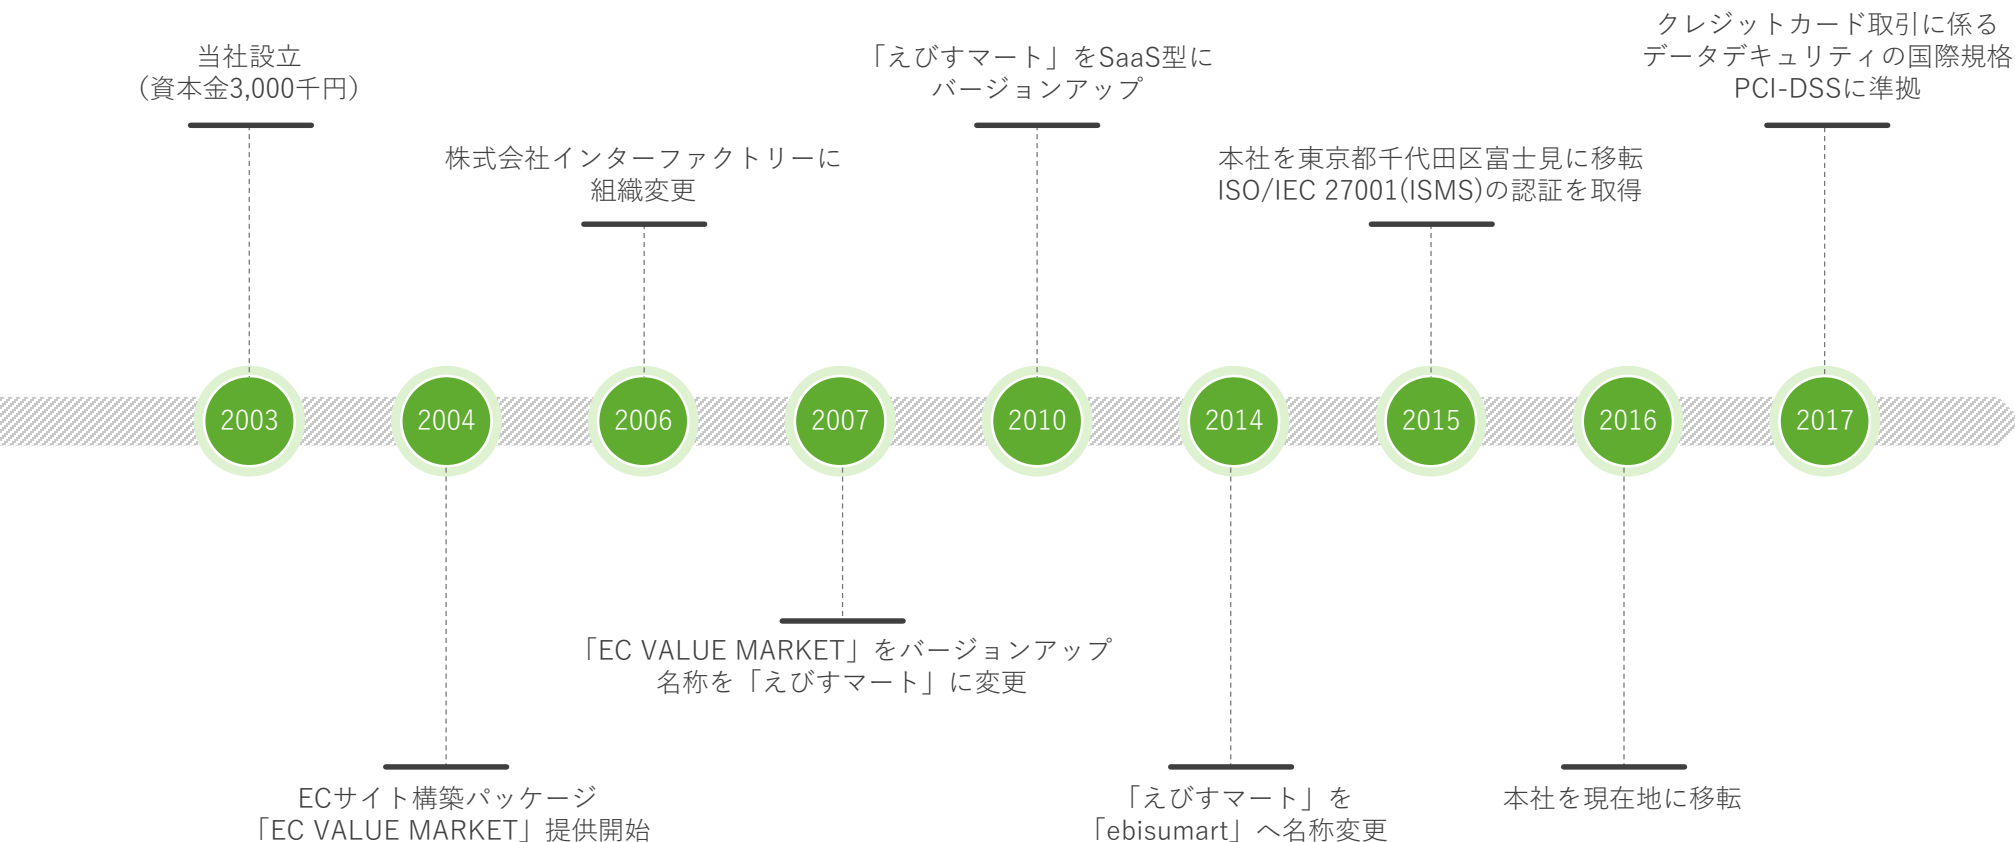 当社設立
（資本金3,000千円）
株式会社インターファクトリーに
組織変更
「えびすマート」をSaaS型に
バージョンアップ
本社を東京都千代田区富士見に移転
ISO/IEC 27001(ISMS)の認証を取得
クレジットカード取引に係る
データデキュリティの国際規格
PCI-DSSに準拠
2003
2004
2006
2007
2010
2014
2015
2016
2017
「EC VALUE MARKET」をバージョンアップ
名称を「えびすマート」に変更
ECサイト構築パッケージ
「EC VALUE MARKET」提供開始
「えびすマート」を
「ebisumart」へ名称変更
本社を現在地に移転